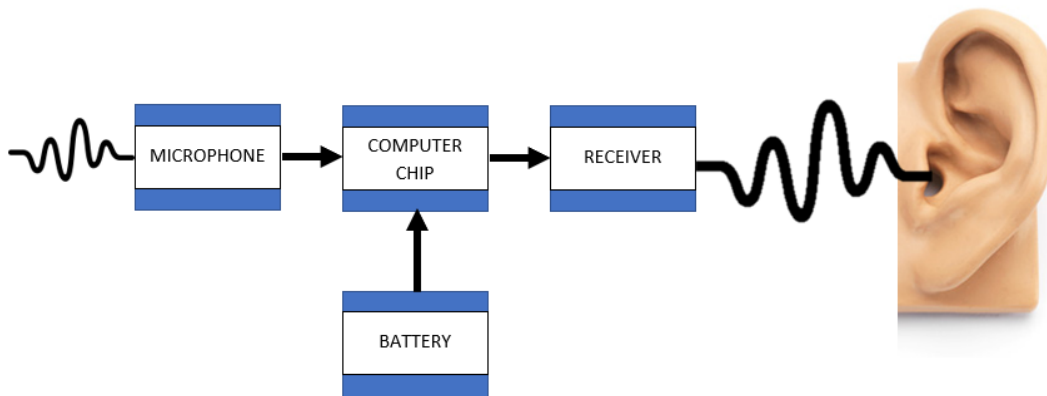 MICROPHONE
COMPUTER
CHIP
RECEIVER
BATTERY